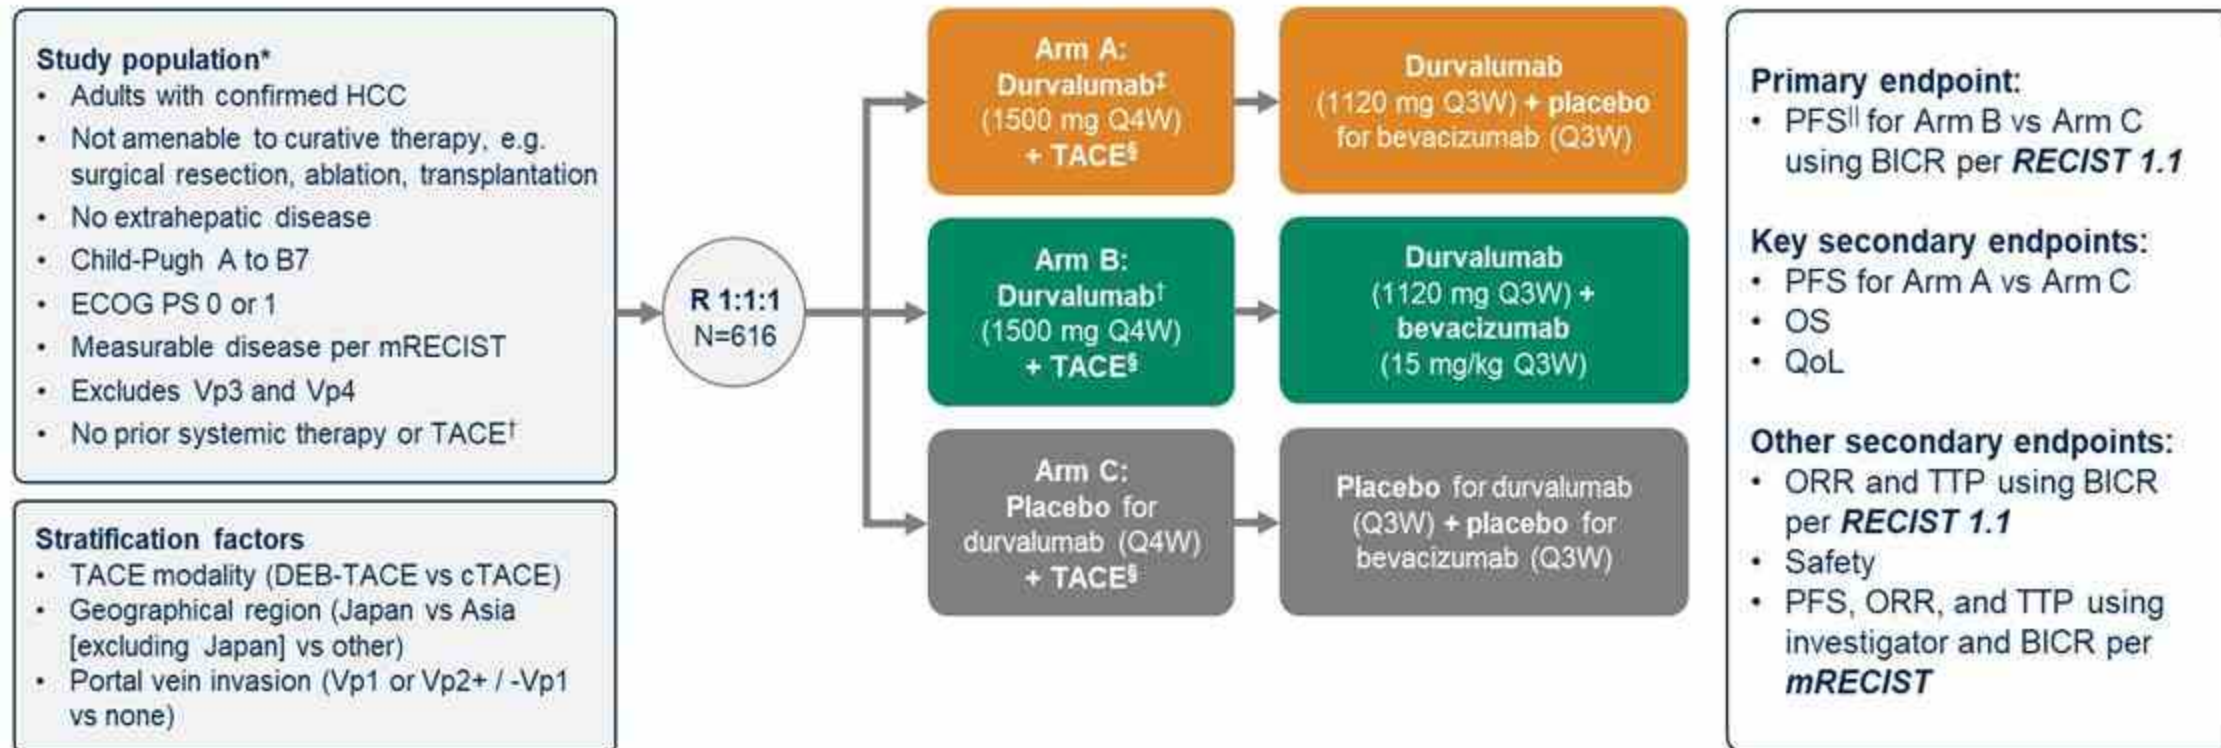 Study population*
• Adults with confirmed HCC
• Not amenable to curative therapy, e.g.
surgical resection, ablation, transplantation
• No extrahepatic disease
• Child-Pugh A to B7
• ECOG PS 0 or 1
• Measurable disease per mRECIST
• Excludes Vp3 and Vp4
• No prior systemic therapy or TACE†
Stratification factors
• TACE modality (DEB-TACE vs cTACE)
• Geographical region (Japan vs Asia
[excluding Japan] vs other)
• Portal vein invasion (Vp1 or Vp2+ / -Vp1
vs none)
R 1:1:1
N=616
Arm A:
Durvalumab‡
(1500 mg Q4W)
+ TACE§
Durvalumab
(1120 mg Q3W) + placebo
for bevacizumab (Q3W)
Arm B:
Durvalumab†
(1500 mg Q4W)
+ TACE§
Durvalumab
(1120 mg Q3W) +
bevacizumab
(15 mg/kg Q3W)
Arm C:
Placebo for
durvalumab (Q4W)
+ TACE§
Placebo for durvalumab
(Q3W) + placebo for
bevacizumab (Q3W)
Primary endpoint:
• PFS|| for Arm B vs Arm C
using BICR per RECIST 1.1
Key secondary endpoints:
• PFS for Arm A vs Arm C
• OS
• QoL
Other secondary endpoints:
• ORR and TTP using BICR
per RECIST 1.1
• Safety
• PFS, ORR, and TTP using
investigator and BICR per
mRECIST